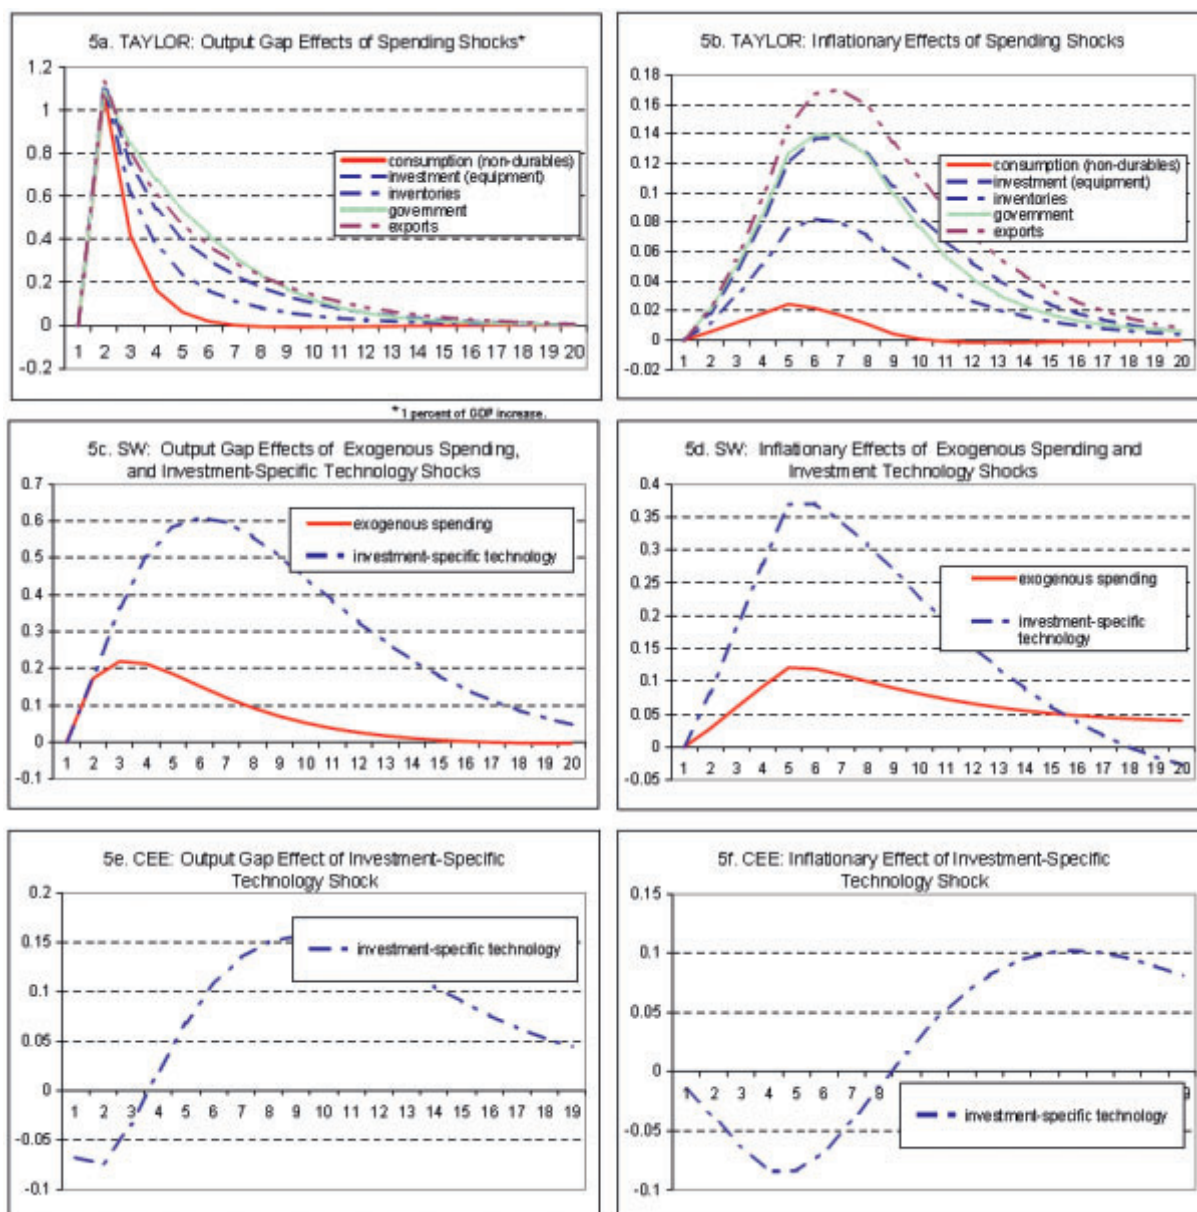 5a. TAYLOR: Output Gap Effects of Spending Shocks*
1.2
1
0.8
0.6
0.4
0.2
0
-0.2
consumption (non-durables)
investment (equipment)
inventories
government
exports
1 2 3 4 5 6 7 8 9 10 11 12 13 14 15 16 17 18 19 20
* 1 percent of GDP increase.
5b. TAYLOR: Inflationary Effects of Spending Shocks
0.18
0.16
0.14
0.12
0.1
0.08
0.06
0.04
0.02
0
-0.02
consumption (non-durables)
investment (equipment)
inventories
government
exports
1 2 3 4 5 6 7 8 9 10 11 12 13 14 15 16 17 18 19 20
5c. SW: Output Gap Effects of Exogenous Spending,
and Investment-Specific Technology Shocks
0.7
0.6
0.5
0.4
0.3
0.2
0.1
0
-0.1
exogenous spending
investment-specific technology
1 2 3 4 5 6 7 8 9 10 11 12 13 14 15 16 17 18 19 20
5d. SW: Inflationary Effects of Exogenous Spending and
Investment Technology Shocks
0.4
0.35
0.3
0.25
0.2
0.15
0.1
0.05
0
-0.05
exogenous spending
investment-specific
technology
1 2 3 4 5 6 7 8 9 10 11 12 13 14 15 16 17 18 19 20
5e. CEE: Output Gap Effect of Investment-Specific
Technology Shock
0.2
0.15
0.1
0.05
0
-0.05
-0.1
investment-specific technology
1 2 3 4 5 6 7 8 9 10 11 12 13 14 15 16 17 18 19
5f. CEE: Inflationary Effect of Investment-Specific
Technology Shock
0.15
0.1
0.05
0
-0.05
-0.1
1 2 3 4 5 6 7 8 9
investment-specific technology